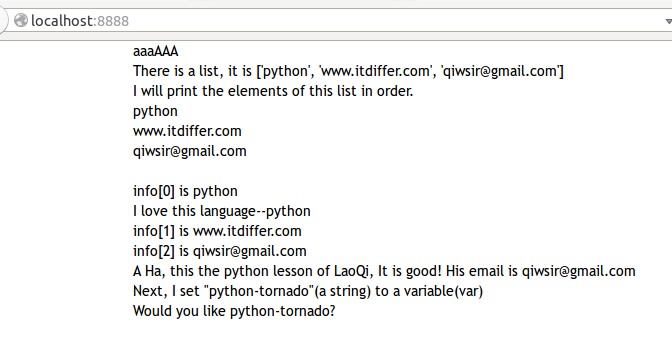 localhost:8888
aaaAAA
There is a list, it is ['python', 'www.itdiffer.com', 'qiwsir@gmail.com']
I will print the elements of this list in order.
python
www.itdiffer.com
qiwsir@gmail.com
info[0] is python
I love this language--python
info[1] is www.itdiffer.com
info[2] is qiwsir@gmail.com
A Ha, this the python lesson of LaoQi, It is good! His email is qiwsir@gmail.com
Next, I set "python-tornado"(a string) to a variable(var)
Would you like python-tornado?